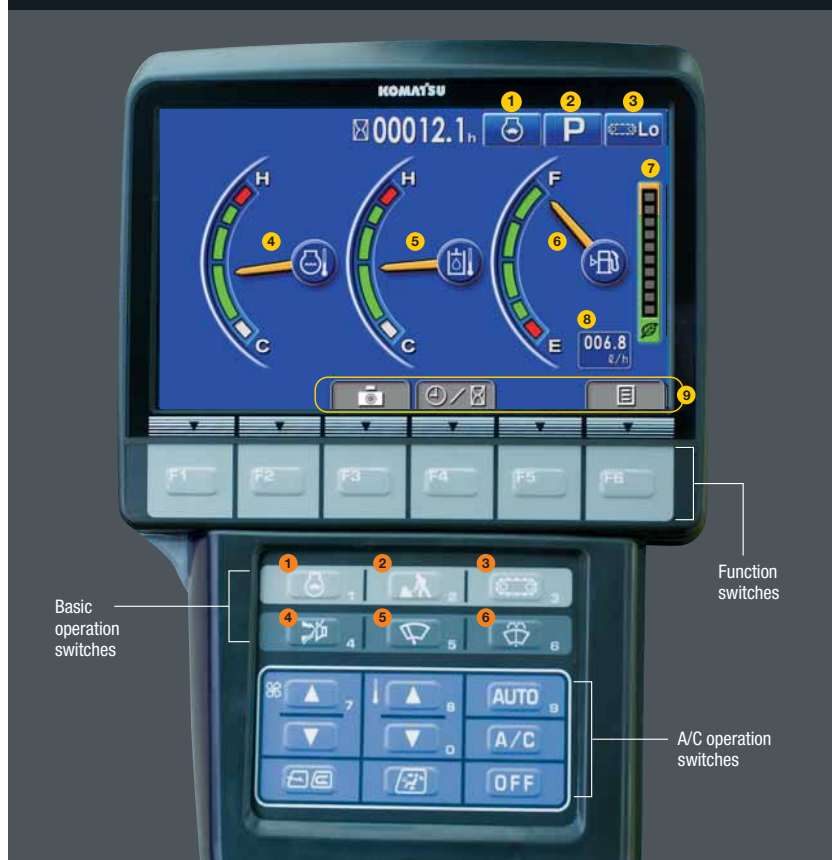 KOMATSU
1 2 3
00012.1h P Lo
7
H H F
4 5 6
8
C C E 006.8
ℓ/h
9
F1 F2 F3 F4 F5 F6
Function
switches
1 2 3
1 2 3
Basic
operation
switches
4 5 6
4 5 6
7 8 AUTO 9
0 A/C
OFF
A/C operation
switches